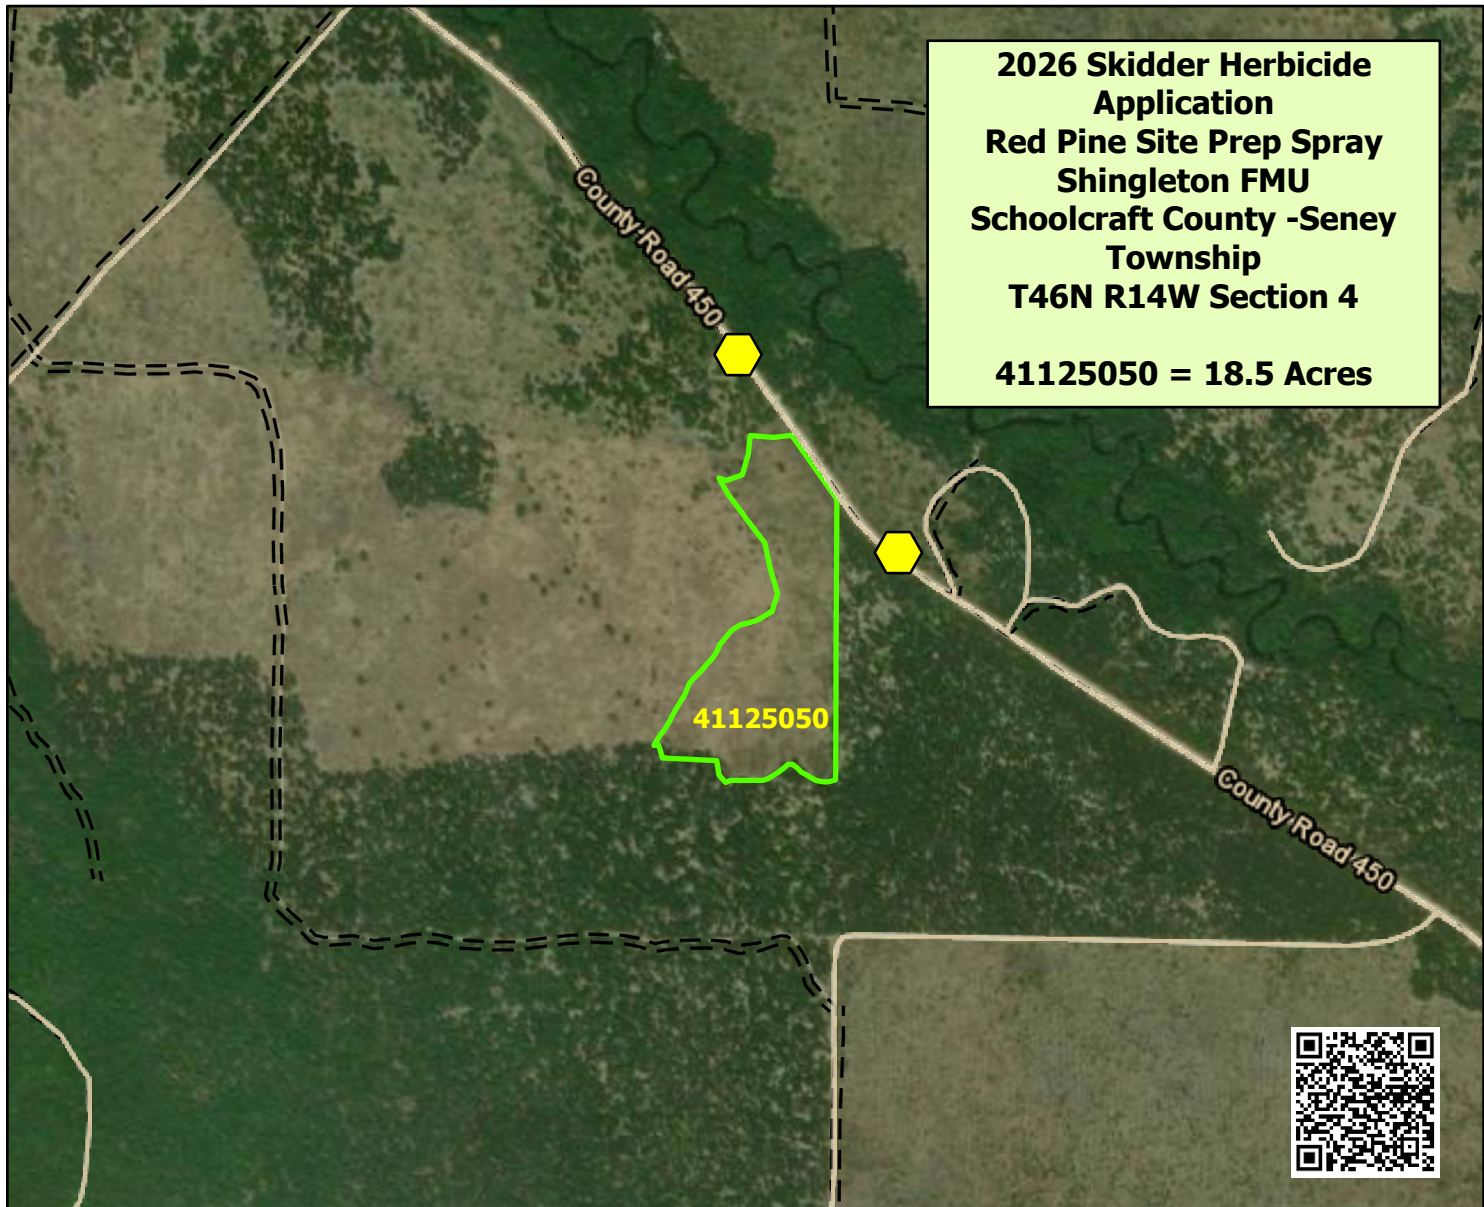 2026 Skidder Herbicide
Application
Red Pine Site Prep Spray
Shingleton FMU
Schoolcraft County -Seney
Township
T46N R14W Section 4
41125050 = 18.5 Acres
County Road 450
41125050
County Road 450